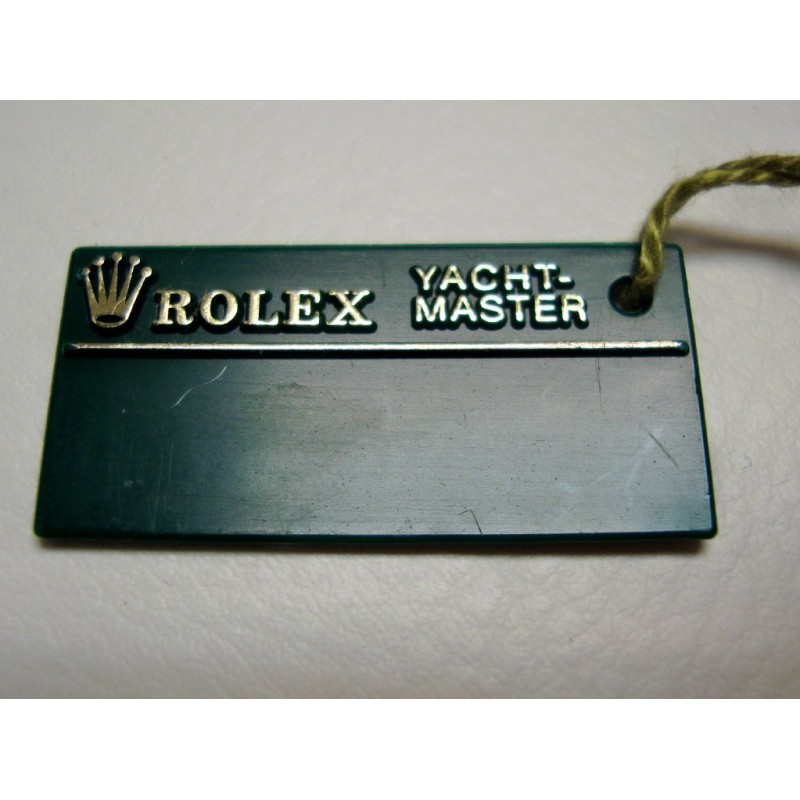 ROLEX
YACHT-
MASTER